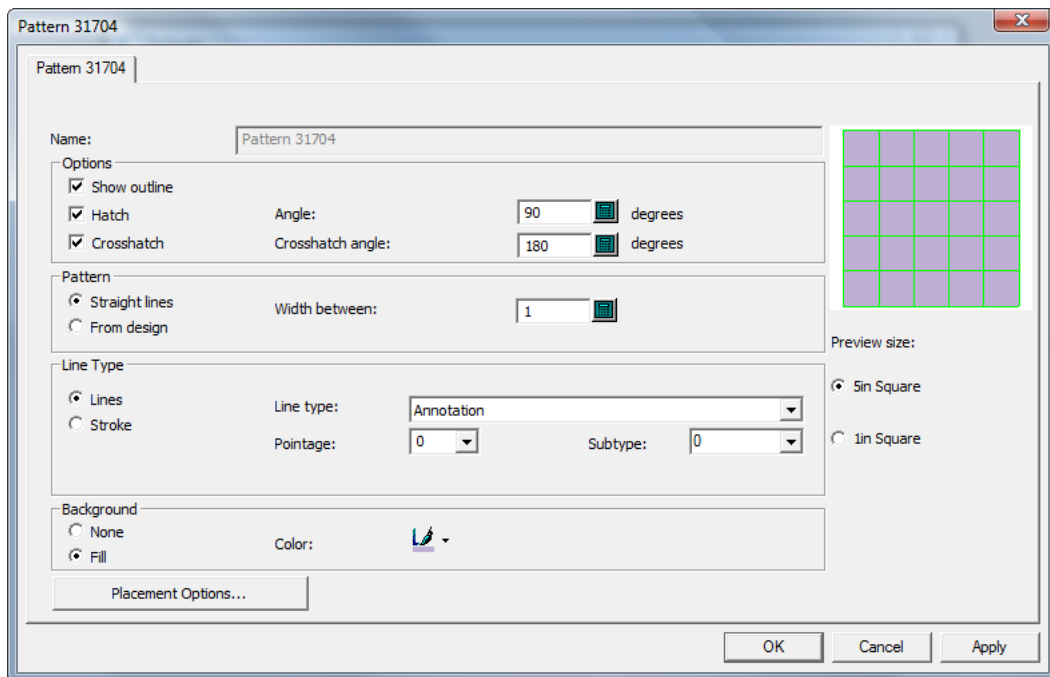 Pattern 31704
Pattern 31704
Name: Pattern 31704
Options
Show outline
Hatch Angle: 90 degrees
Crosshatch Crosshatch angle: 180 degrees
Pattern
Straight lines Width between: 1
From design
Preview size:
Line Type
5in Square
Lines Line type: Annotation
Stroke
Pointage: 0 Subtype: 0 1in Square
Background
None
Color:
Fill
Placement Options...
OK Cancel Apply